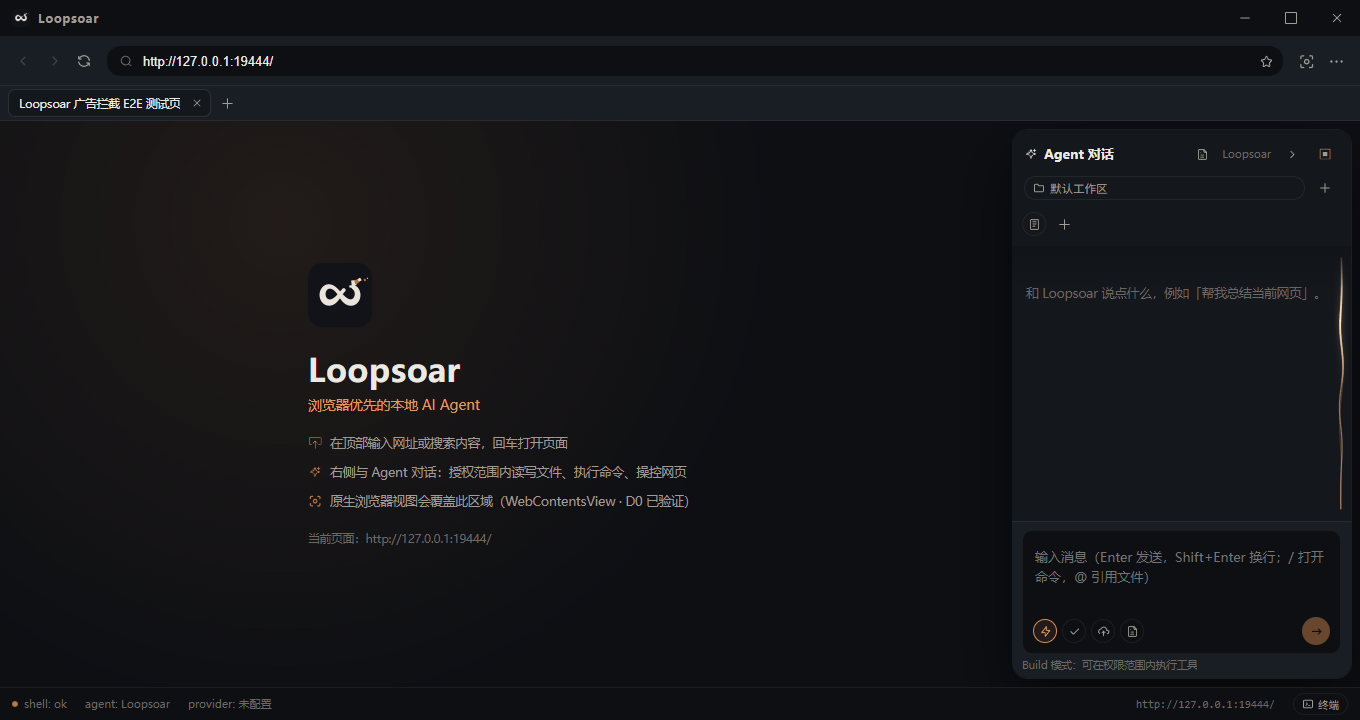 Loopsoar
http://127.0.0.1:19444/
Loopsoar 广告拦截 E2E 测试页
Agent 对话
Loopsoar
默认工作区
和 Loopsoar 说点什么，例如「帮我总结当前网页」。
Loopsoar
浏览器优先的本地 AI Agent
在顶部输入网址或搜索内容，回车打开页面
右侧与 Agent 对话：授权范围内读写文件、执行命令、操控网页
原生浏览器视图会覆盖此区域（WebContentsView · D0 已验证）
当前页面：http://127.0.0.1:19444/
输入消息（Enter 发送，Shift+Enter 换行；/ 打开
命令，@ 引用文件）
Build 模式：可在权限范围内执行工具
shell: ok
agent: Loopsoar
provider: 未配置
http://127.0.0.1:19444/
终端